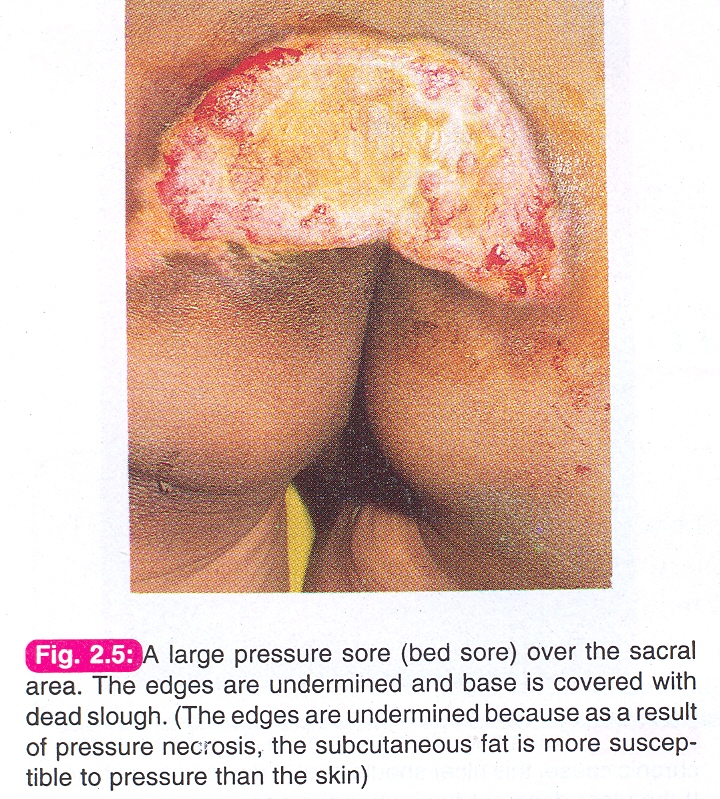 Fig. 2.5: A large pressure sore (bed sore) over the sacral
area. The edges are undermined and base is covered with
dead slough. (The edges are undermined because as a result
of pressure necrosis, the subcutaneous fat is more suscep-
tible to pressure than the skin)